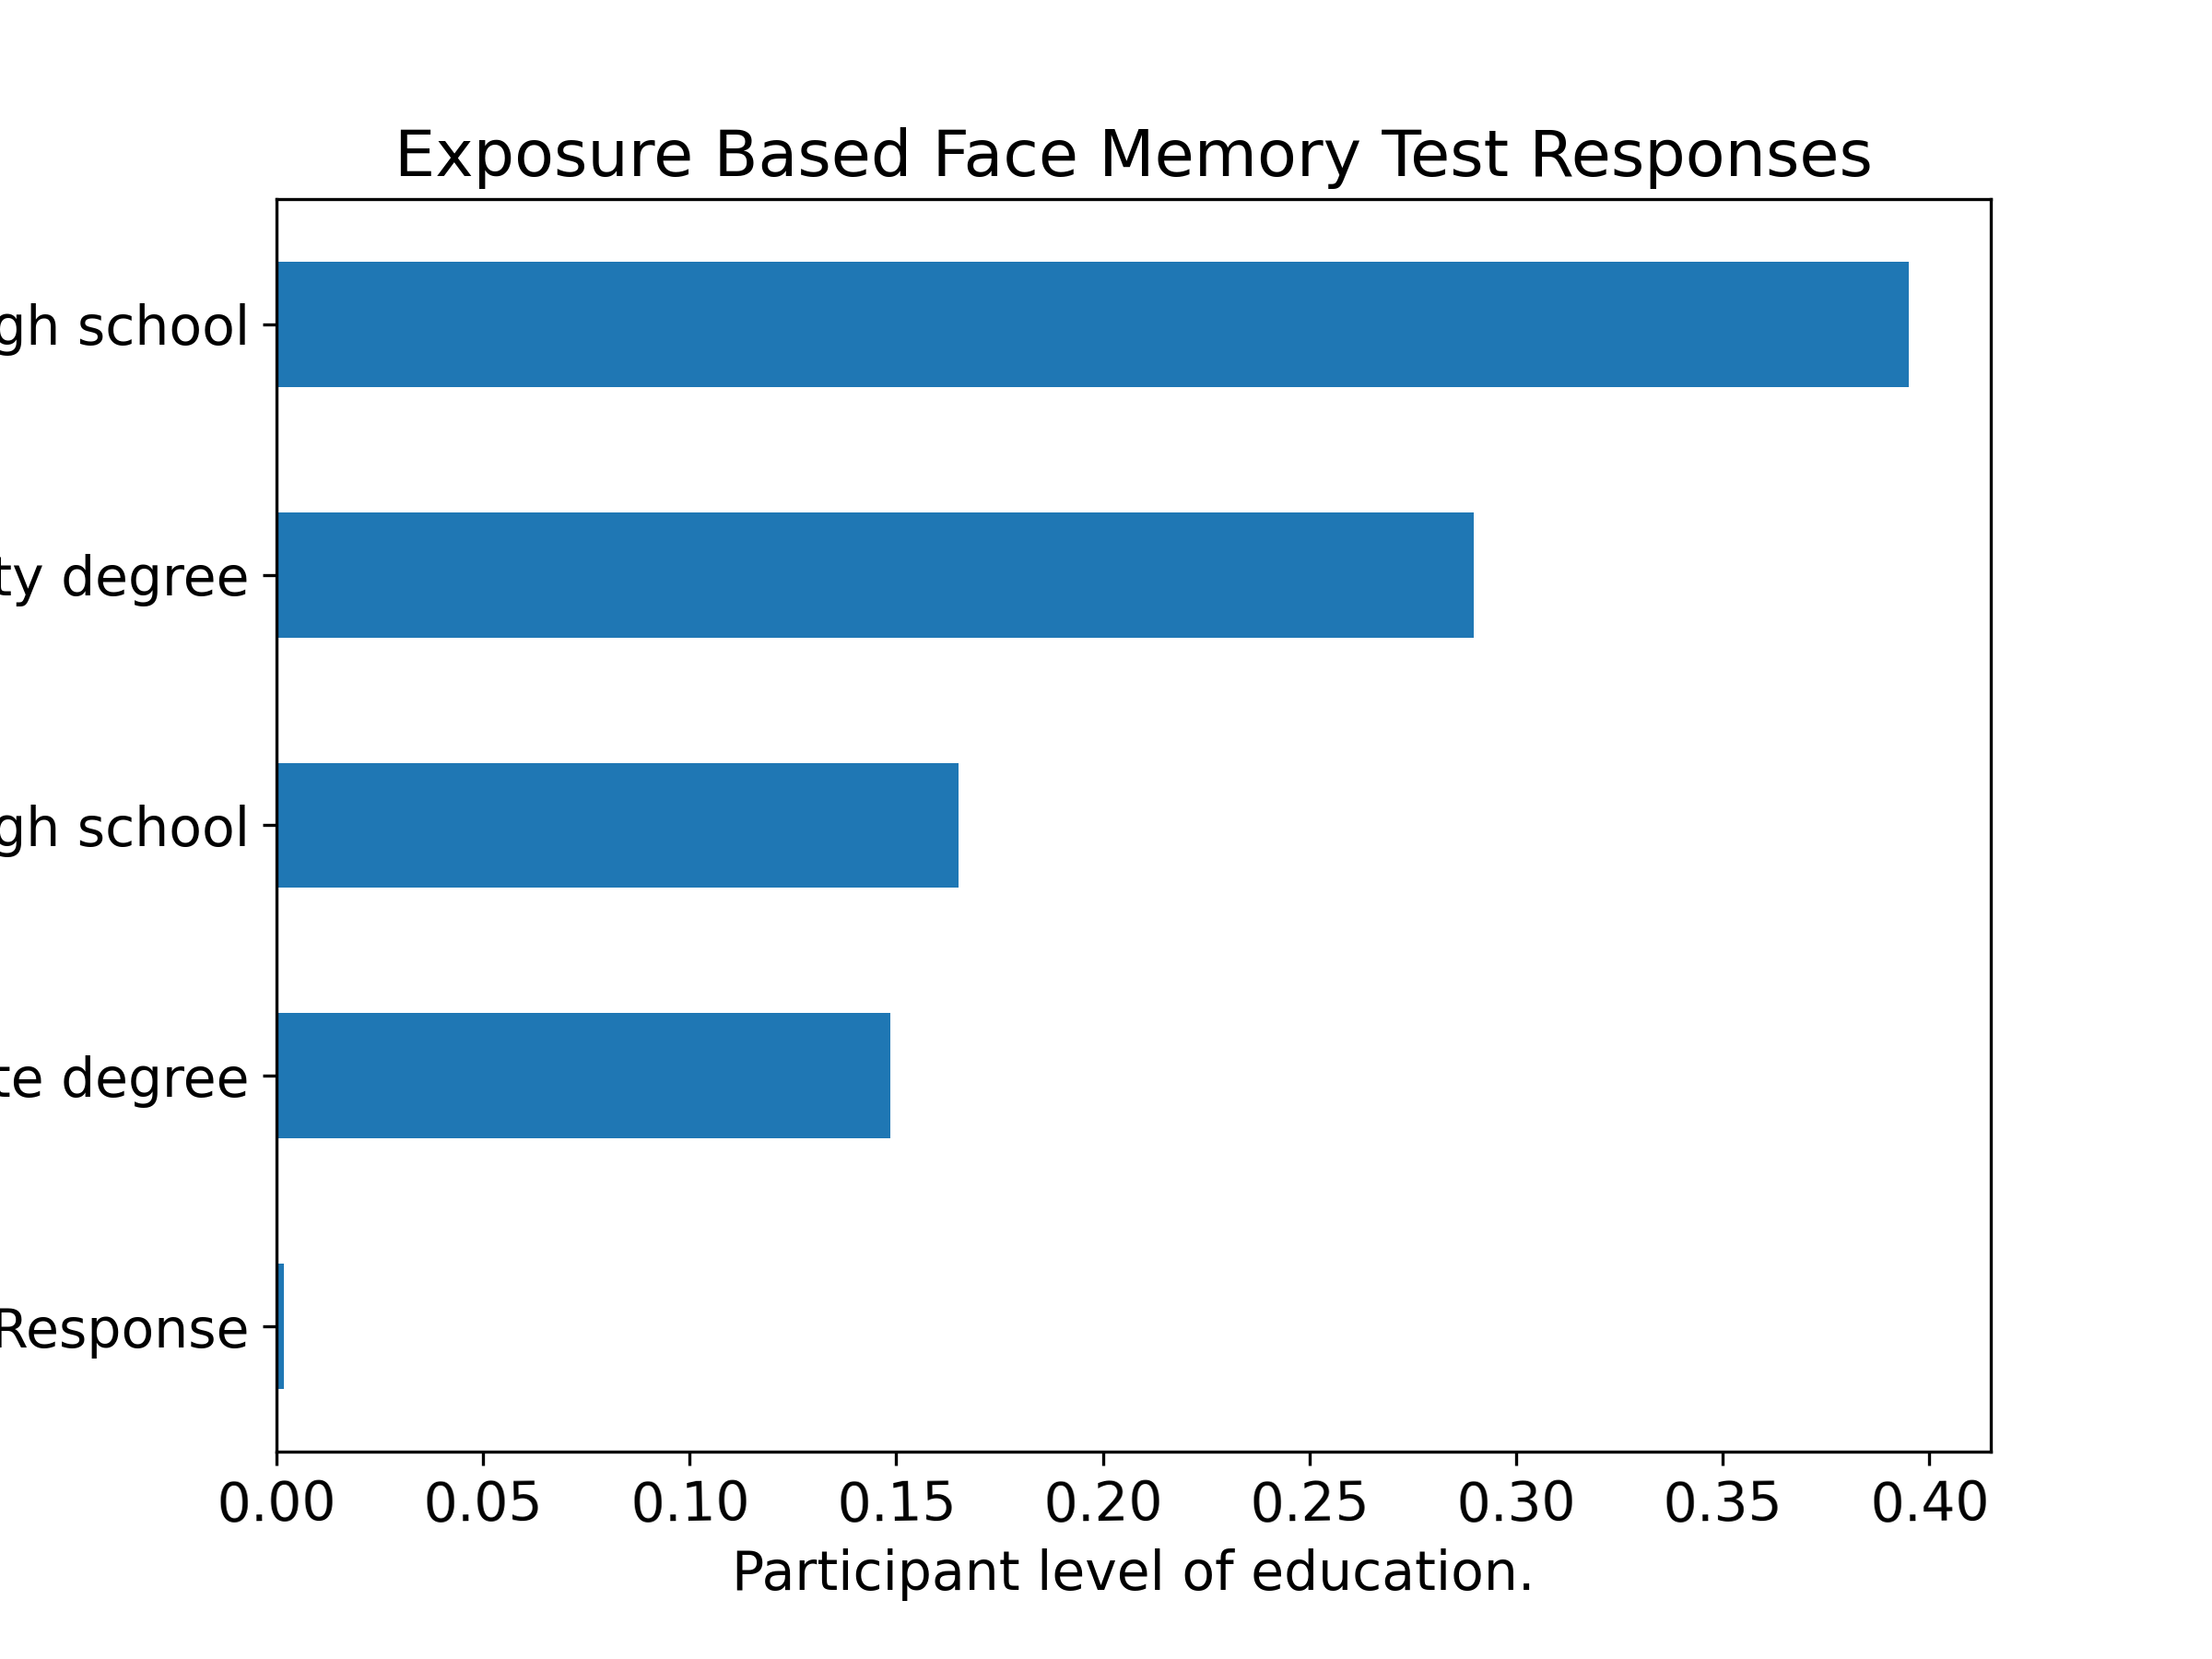 Exposure Based Face Memory Test Responses
gh school
ty degree
gh school
te degree
Response
0.00 0.05 0.10 0.15 0.20 0.25 0.30 0.35 0.40
Participant level of education.